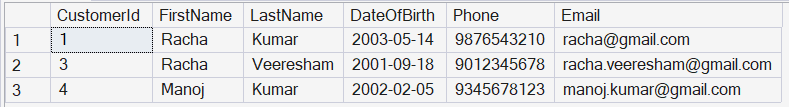 CustomerId FirstName LastName DateOfBirth Phone Email
1 1 Racha Kumar 2003-05-14 9876543210 racha@gmail.com
2 3 Racha Veeresham 2001-09-18 9012345678 racha.veeresham@gmail.com
3 4 Manoj Kumar 2002-02-05 9345678123 manoj.kumar@gmail.com